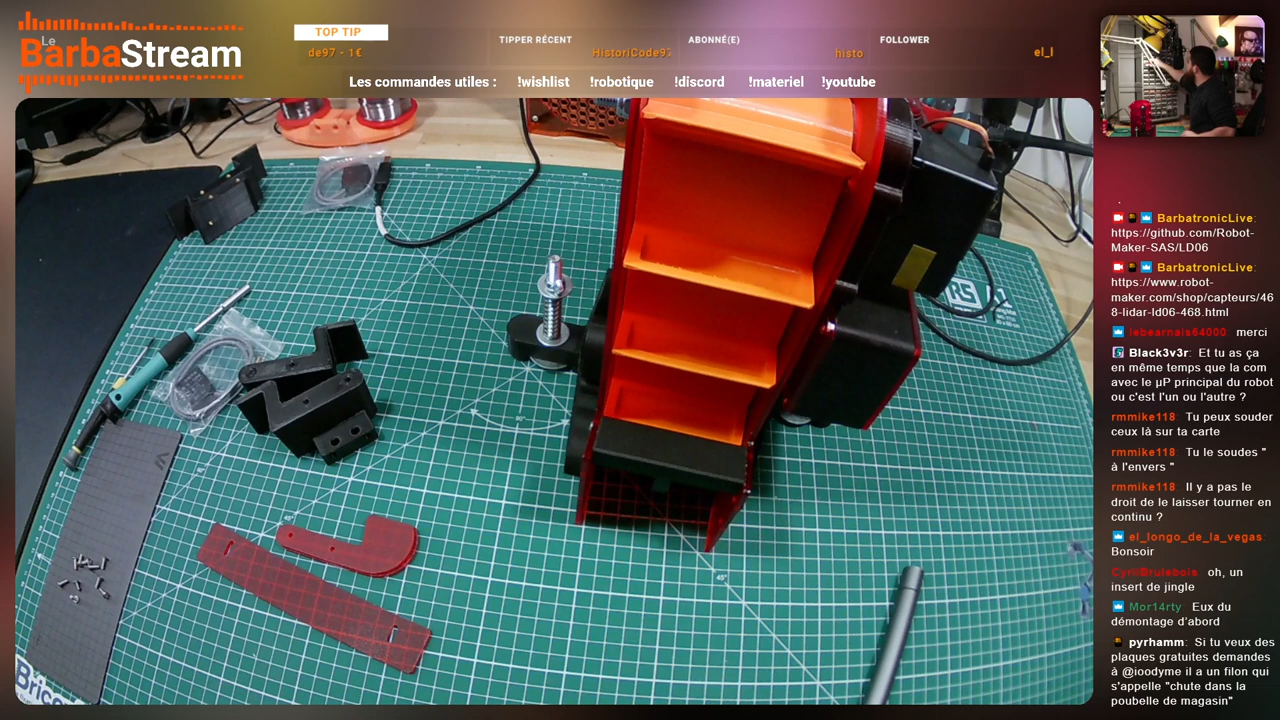 Le
BarbaStream
TOP TIP
de97 - 1€
TIPPER RÉCENT
HistoriCode97
ABONNÉ(E)
histo
FOLLOWER
el_l
Les commandes utiles : !wishlist !robotique !discord !materiel !youtube
BarbatronicLive:
https://github.com/Robot-
Maker-SAS/LD06
BarbatronicLive:
https://www.robot-
maker.com/shop/capteurs/46
8-lidar-ld06-468.html
lebearnais64000: merci
Black3v3r: Et tu as ça
en même temps que la com
avec le µP principal du robot
ou c'est l'un ou l'autre ?
rmmike118: Tu peux souder
ceux là sur ta carte
rmmike118: Tu le soudes "
à l'envers "
rmmike118: Il y a pas le
droit de le laisser tourner en
continu ?
el_longo_de_la_vegas:
Bonsoir
CyrilBrulebois: oh, un
insert de jingle
Mor14rty: Eux du
démontage d'abord
pyrhamm: Si tu veux des
plaques gratuites demandes
à @ioodyme il a un filon qui
s'appelle "chute dans la
poubelle de magasin"
RS
45°
Brico